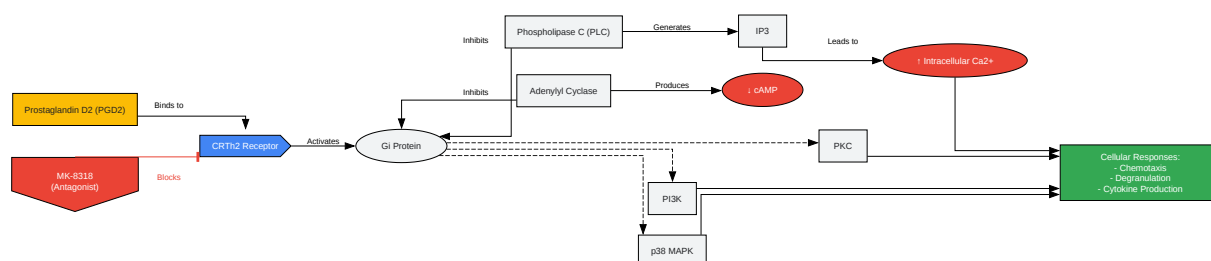 Phospholipase C (PLC)
Generates
IP3
Inhibits
Leads to
↑ Intracellular Ca2+
Adenylyl Cyclase
Produces
↓ cAMP
Inhibits
Prostaglandin D2 (PGD2)
Binds to
CRTh2 Receptor
Activates
Gi Protein
PKC
MK-8318
(Antagonist)
Blocks
Cellular Responses:
- Chemotaxis
- Degranulation
- Cytokine Production
PI3K
p38 MAPK